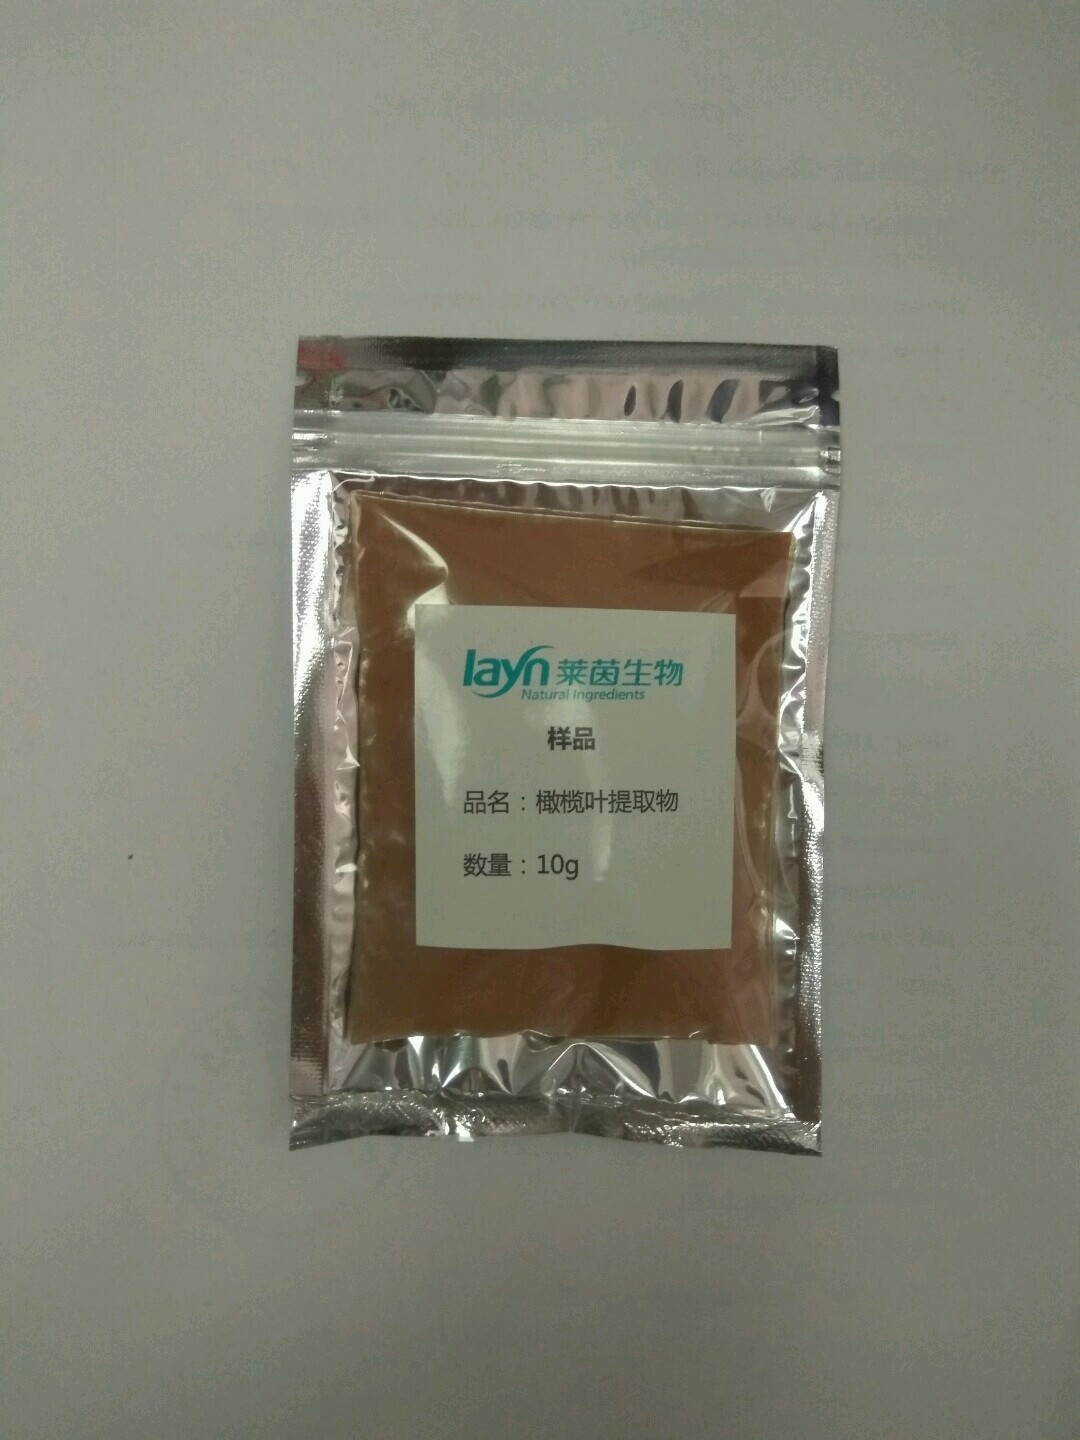 layn 莱茵生物
Natural Ingredients
样品
品名：橄榄叶提取物
数量：10g